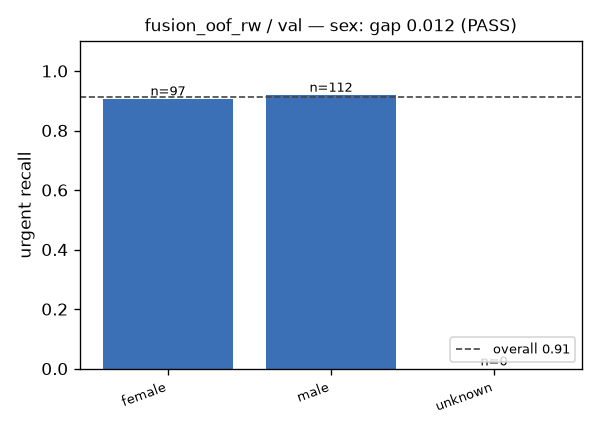 fusion_oof_rw / val — sex: gap 0.012 (PASS)
1.0
0.8
0.6
0.4
0.2
0.0
urgent recall
n=97
n=112
n=0
overall 0.91
female
male
unknown